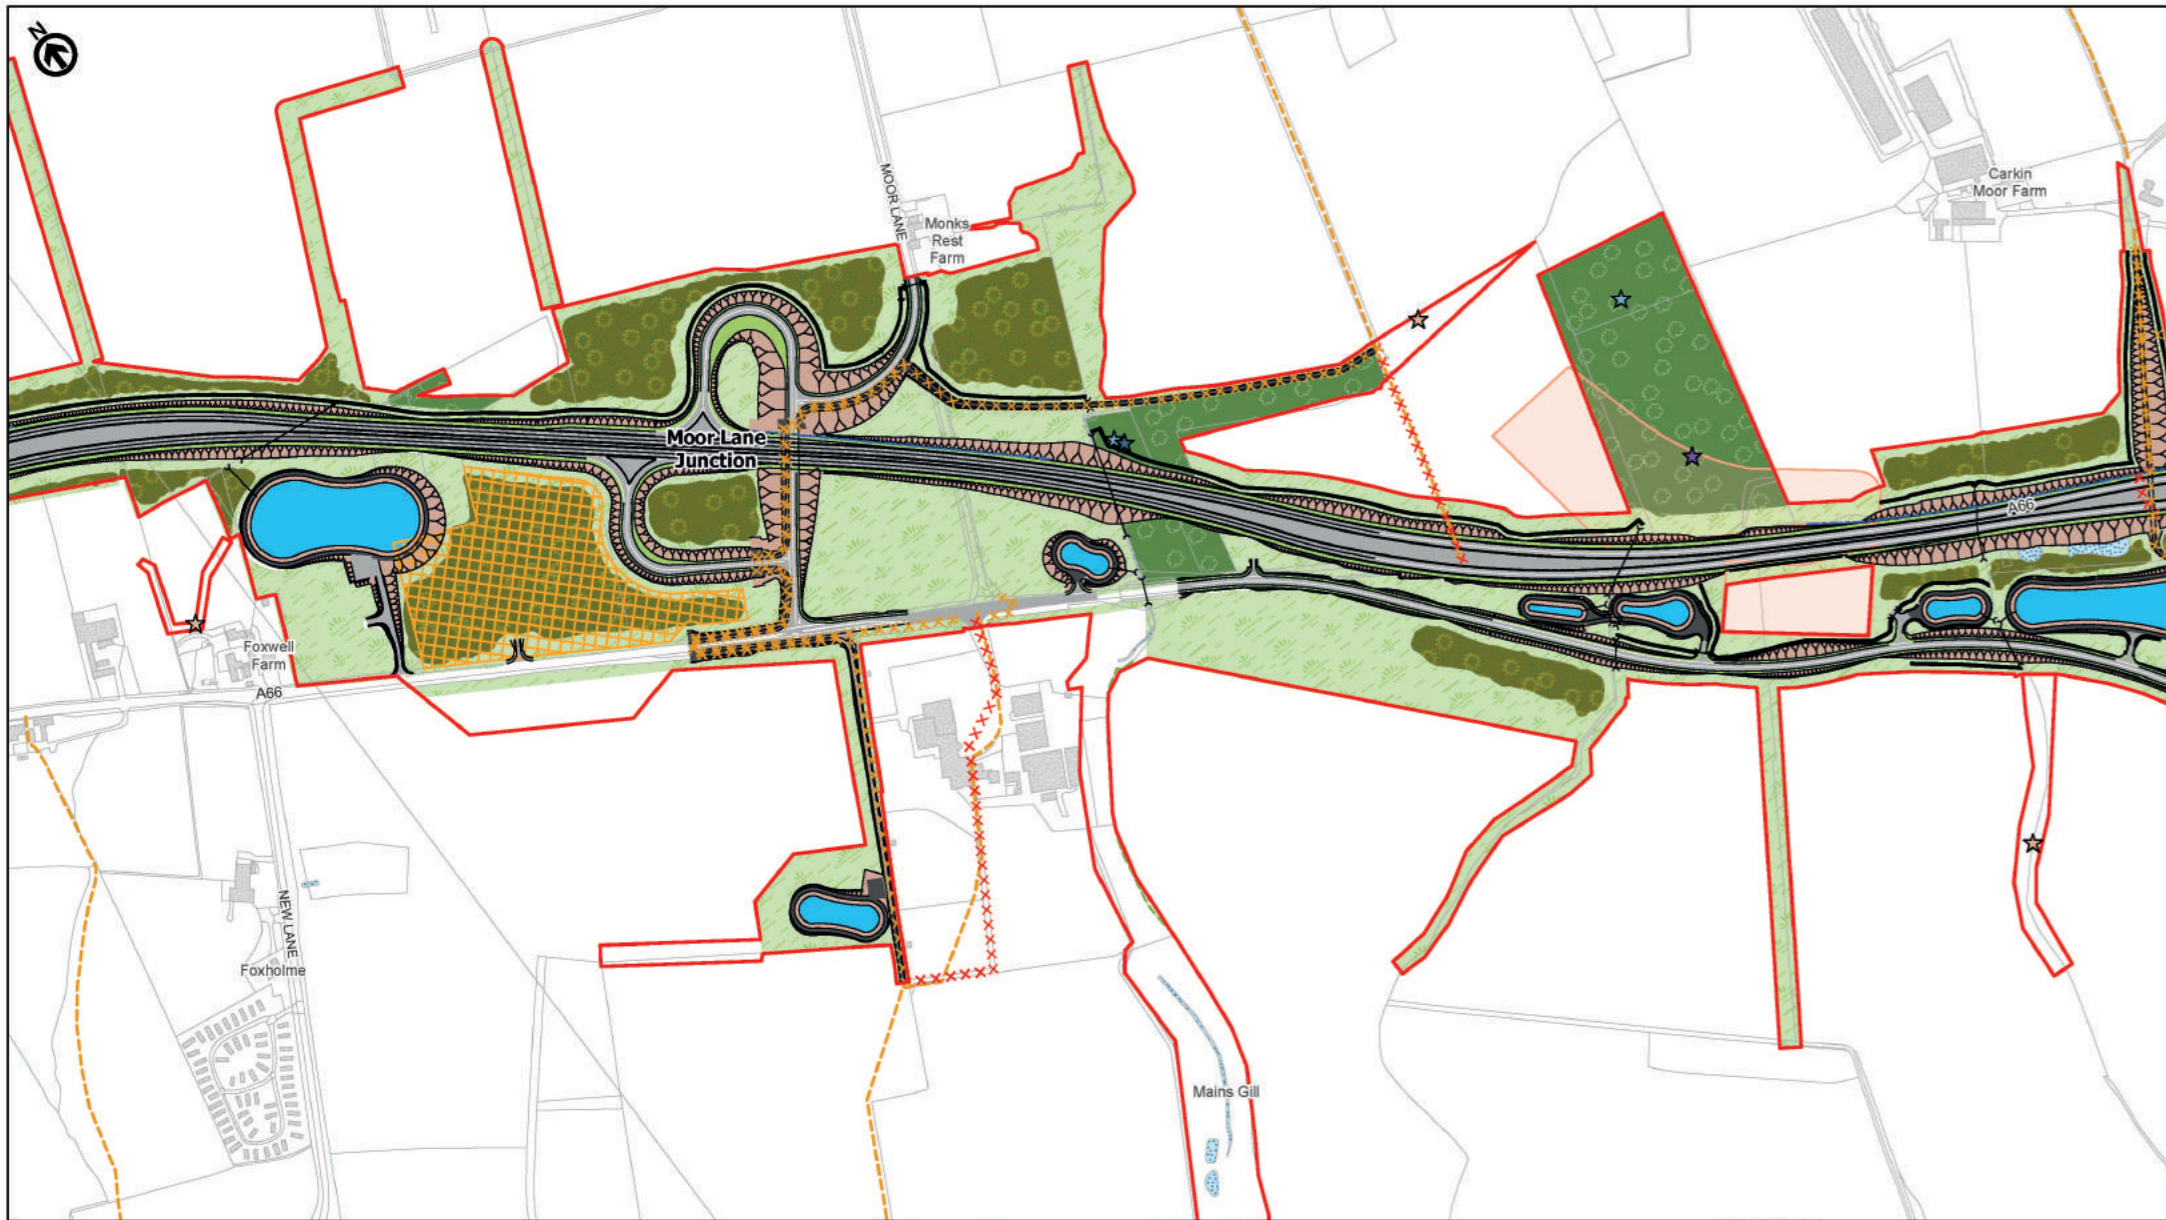 N
MOOR LANE
Monks
Rest
Farm
Carkin
Moor Farm
Moor Lane
Junction
A66
Foxwell
Farm
A66
NEW LANE
Foxholme
Mains Gill